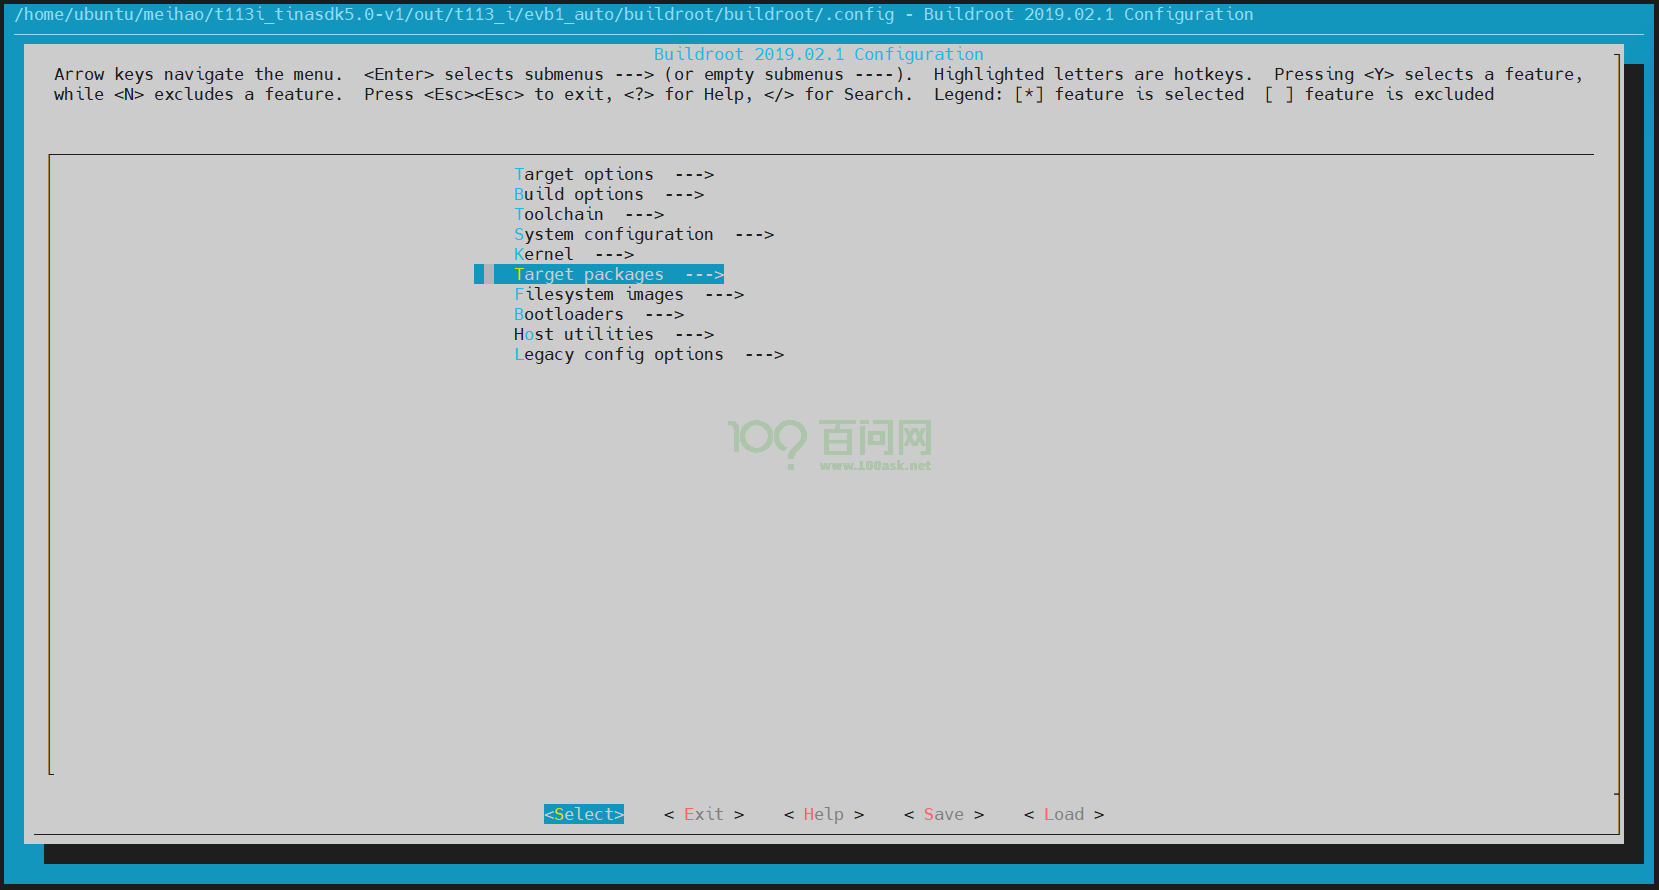 /home/ubuntu/meihao/t113i_tinasdk5.0-v1/out/t113_i/evb1_auto/buildroot/buildroot/.config - Buildroot 2019.02.1 Configuration
Buildroot 2019.02.1 Configuration
Arrow keys navigate the menu.  <Enter> selects submenus ---> (or empty submenus ----).  Highlighted letters are hotkeys.  Pressing <Y> selects a feature,
while <N> excludes a feature.  Press <Esc><Esc> to exit, <?> for Help, </> for Search.  Legend: [*] feature is selected  [ ] feature is excluded
Target options  --->
Build options  --->
Toolchain  --->
System configuration  --->
Kernel  --->
Target packages  --->
Filesystem images  --->
Bootloaders  --->
Host utilities  --->
Legacy config options  --->
100? 百问网
www.100ask.net
<Select>    < Exit >    < Help >    < Save >    < Load >